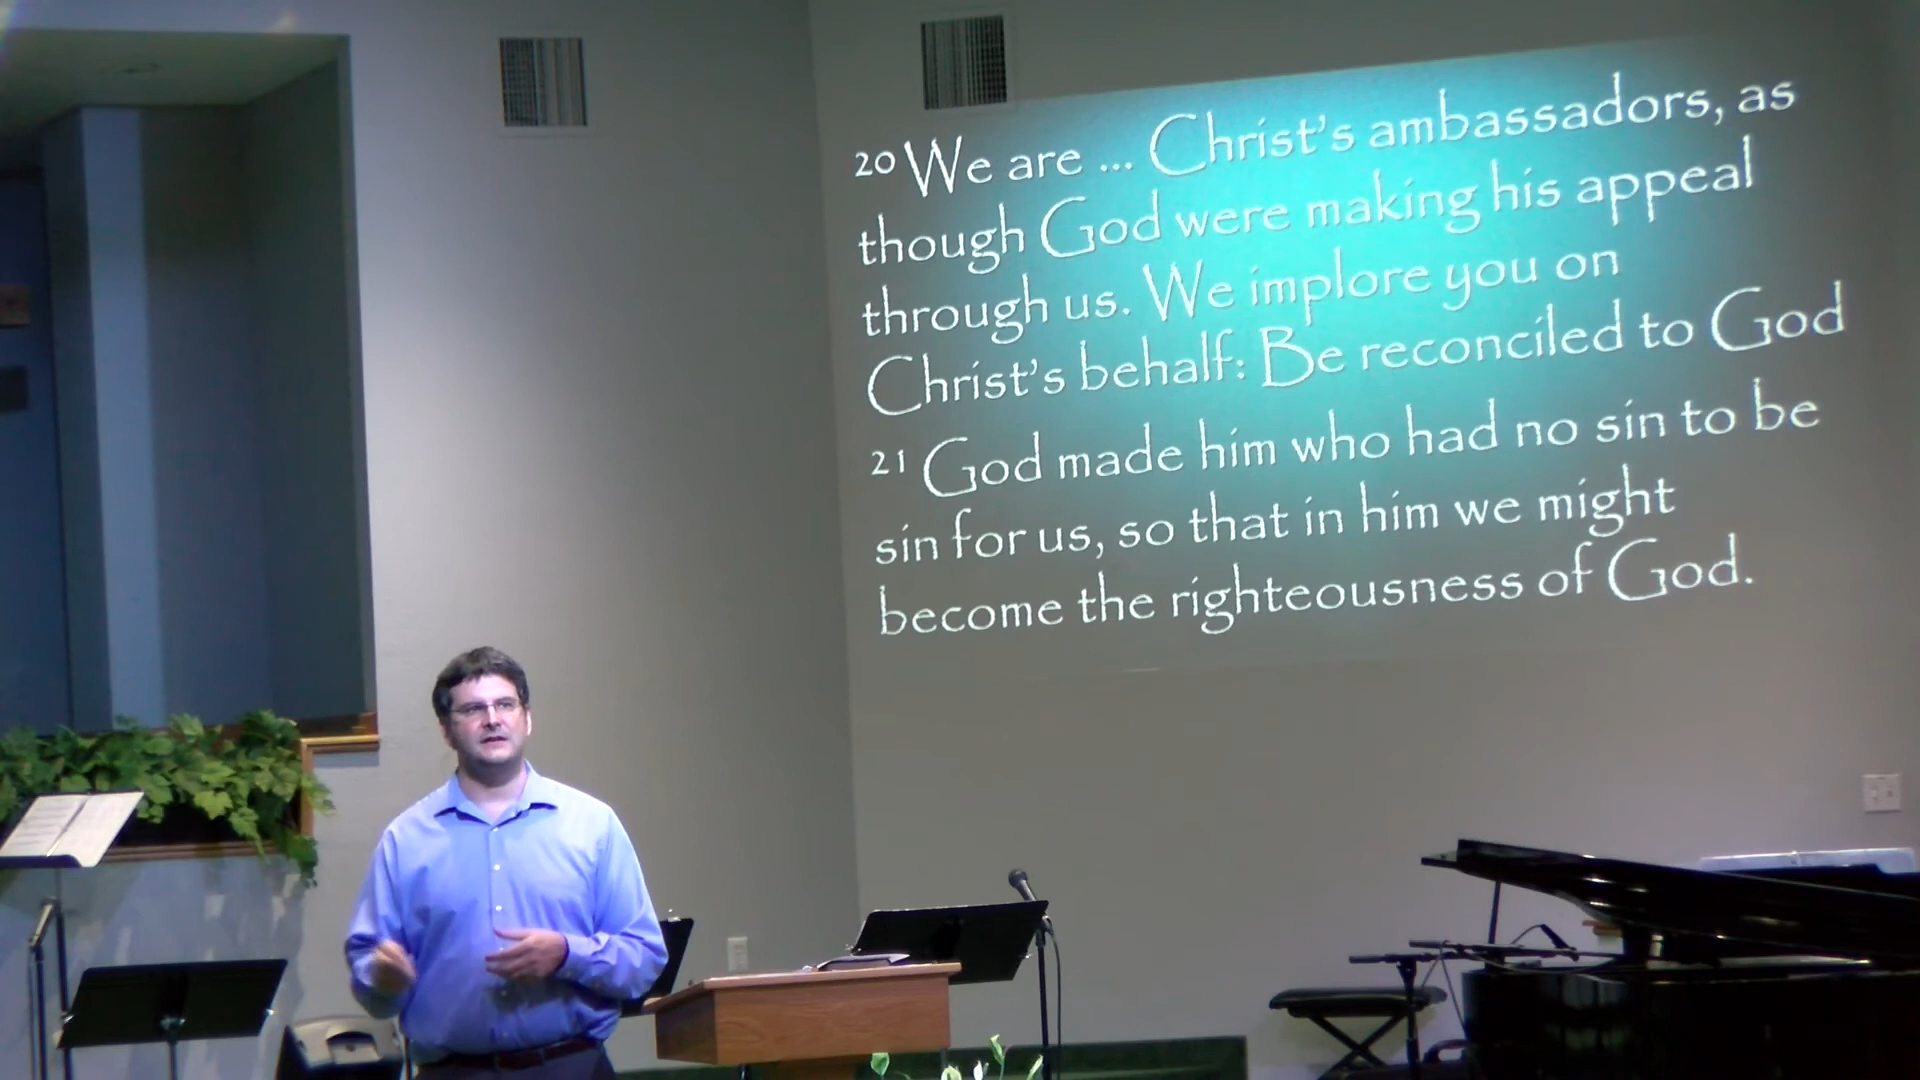 20 We are ... Christ's ambassadors, as
though God were making his appeal
through us. We implore you on
Christ's behalf: Be reconciled to God
21 God made him who had no sin to be
sin for us, so that in him we might
become the righteousness of God.